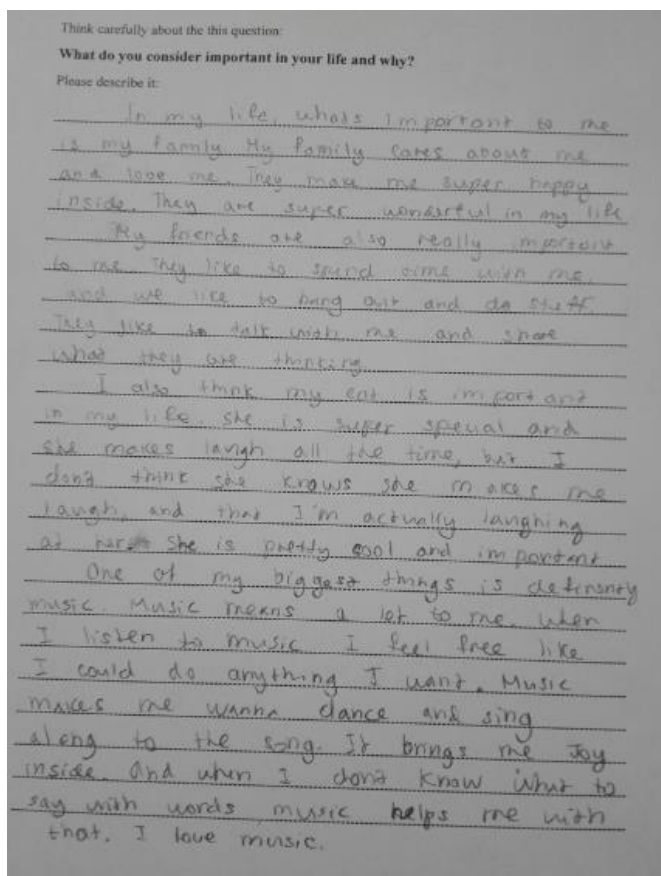 Think carefully about the this question:
What do you consider important in your life and why?
Please describe it:
In my life, whats important to me
is my family My family cares about me
and love me. They make me super happy
inside. They are super wonderful in my life
My friends are also really important
to me. They like to spend time with me.
and we like to hang out and do stuff.
They like to talk with me and share
what they are thinking
I also think my cat is important
in my life. She is super special and
she makes laugh all the time, but I
don't think she knows she makes me
laugh, and that I'm actually laughing
at her. She is pretty cool and important
One of my biggest things is definsnty
music. Music means a lot to me. when
I listen to music I feel free like
I could do anything I want. Music
makes me wanna dance and sing
along to the song. It brings me Joy
inside. And when I dont know what to
say with words, music helps me with
that. I love music.